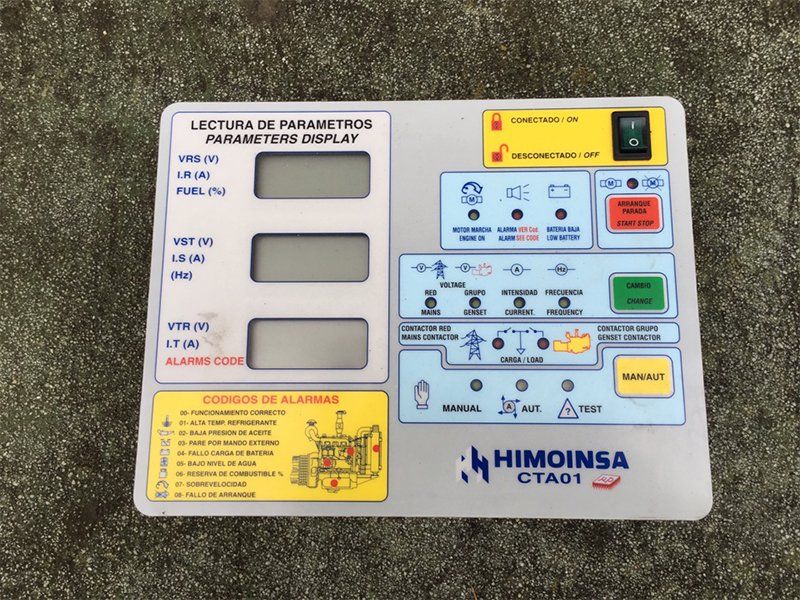 LECTURA DE PARAMETROS
PARAMETERS DISPLAY
VRS (V)
I.R (A)
FUEL (%)
VST (V)
I.S (A)
(Hz)
VTR (V)
I.T (A)
ALARMS CODE
CODIGOS DE ALARMAS
00- FUNCIONAMIENTO CORRECTO
01- ALTA TEMP. REFRIGERANTE
02- BAJA PRESION DE ACEITE
03- PARE POR MANDO EXTERNO
04- FALLO CARGA DE BATERIA
05- BAJO NIVEL DE AGUA
06- RESERVA DE COMBUSTIBLE %
07- SOBREVELOCIDAD
08- FALLO DE ARRANQUE
CONECTADO / ON
DESCONECTADO / OFF
M
MOTOR MARCHA
ENGINE ON
ALARMA VER Cod.
ALARM SEE CODE
BATERIA BAJA
LOW BATTERY
M
M
ARRANQUE
PARADA
START STOP
V
V
A
Hz
VOLTAGE
RED
MAINS
GRUPO
GENSET
INTENSIDAD
CURRENT.
FRECUENCIA
FREQUENCY
CAMBIO
CHANGE
CONTACTOR RED
MAINS CONTACTOR
CARGA / LOAD
CONTACTOR GRUPO
GENSET CONTACTOR
MANUAL
A
AUT.
?
TEST
MAN/AUT
HIMOINSA
CTA01